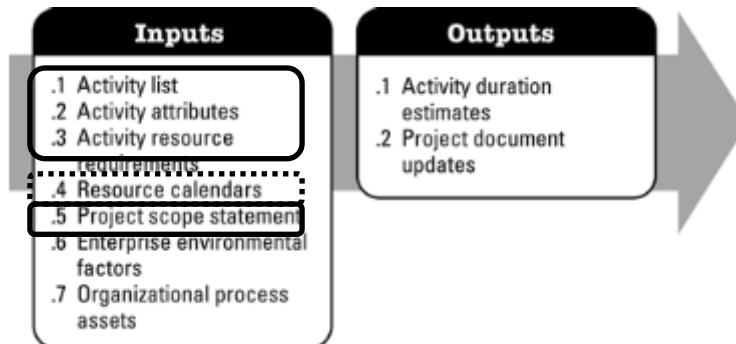 Inputs
.1 Activity list
.2 Activity attributes
.3 Activity resource
requirements
.4 Resource calendars
.5 Project scope statement
.6 Enterprise environmental
factors
.7 Organizational process
assets
Outputs
.1 Activity duration
estimates
.2 Project document
updates